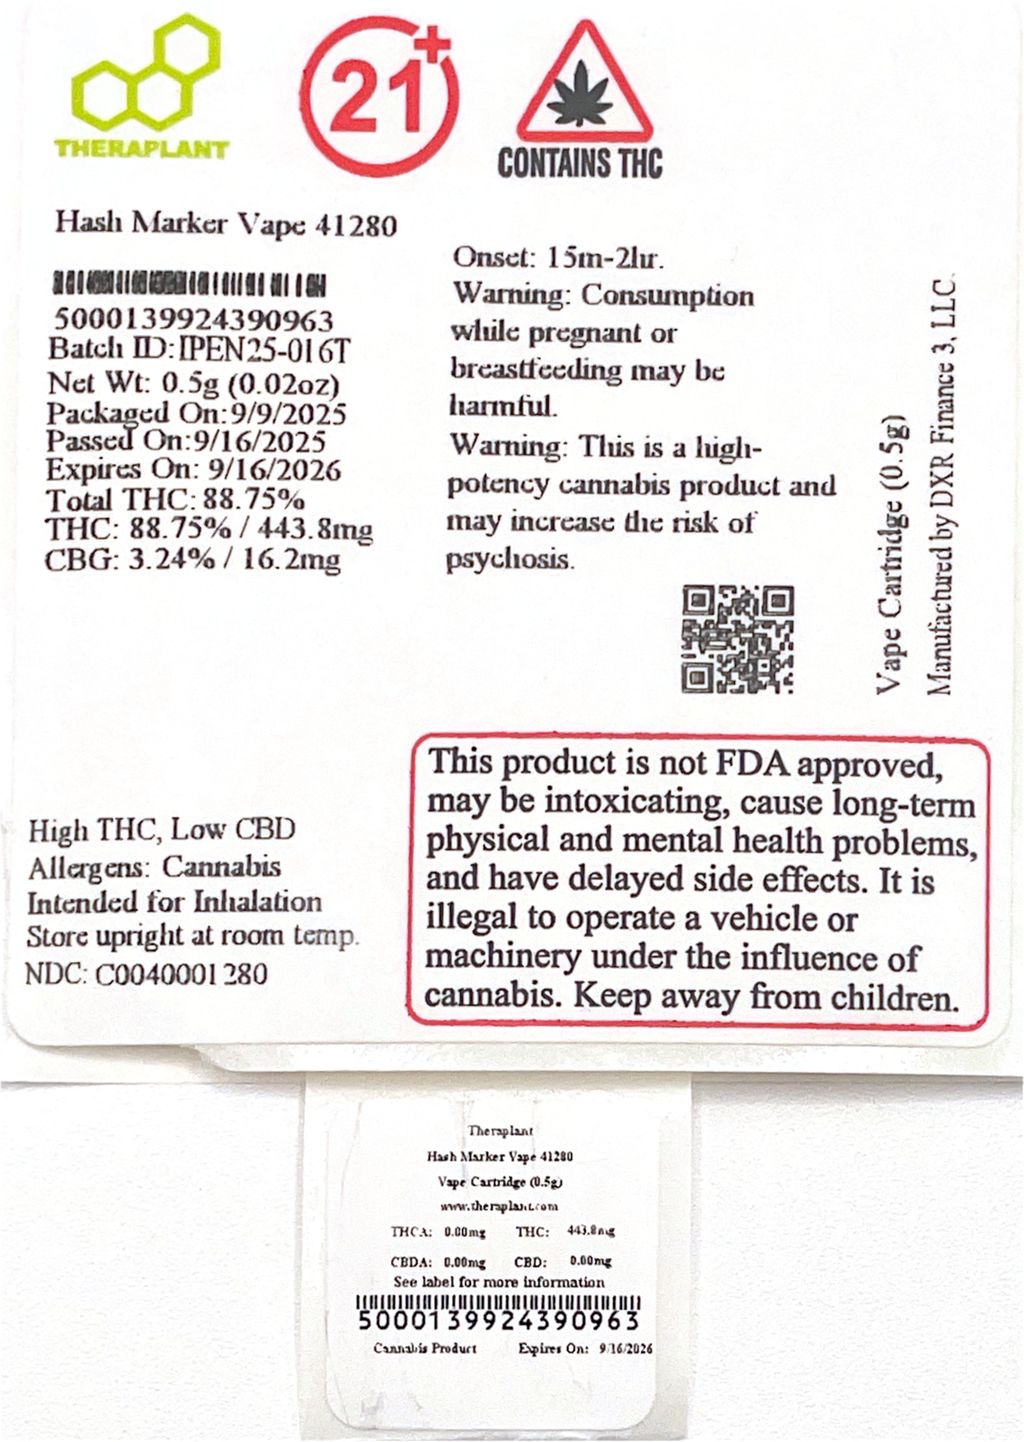 THERAPLANT
21+
CONTAINS THC
Hash Marker Vape 41280
5000139924390963
Batch ID:IPEN25-016T
Net Wt: 0.5g (0.02oz)
Packaged On:9/9/2025
Passed On:9/16/2025
Expires On: 9/16/2026
Total THC: 88.75%
THC: 88.75% / 443.8mg
CBG: 3.24% / 16.2mg
Onset: 15m-2hr.
Warning: Consumption
while pregnant or
breastfeeding may be
harmful.
Warning: This is a high-
potency cannabis product and
may increase the risk of
psychosis.
Vape Cartridge (0.5g)
Manufactured by DXR Finance 3, LLC.
High THC, Low CBD
Allergens: Cannabis
Intended for Inhalation
Store upright at room temp.
NDC: C0040001280
This product is not FDA approved,
may be intoxicating, cause long-term
physical and mental health problems,
and have delayed side effects. It is
illegal to operate a vehicle or
machinery under the influence of
cannabis. Keep away from children.
Theraplant
Hash Marker Vape 41280
Vape Cartridge (0.5g)
www.theraplant.com
THCA: 0.00mg THC: 443.8mg
CBDA: 0.00mg CBD: 0.00mg
See label for more information
5000139924390963
Cannabis Product Expires On: 9/16/2026